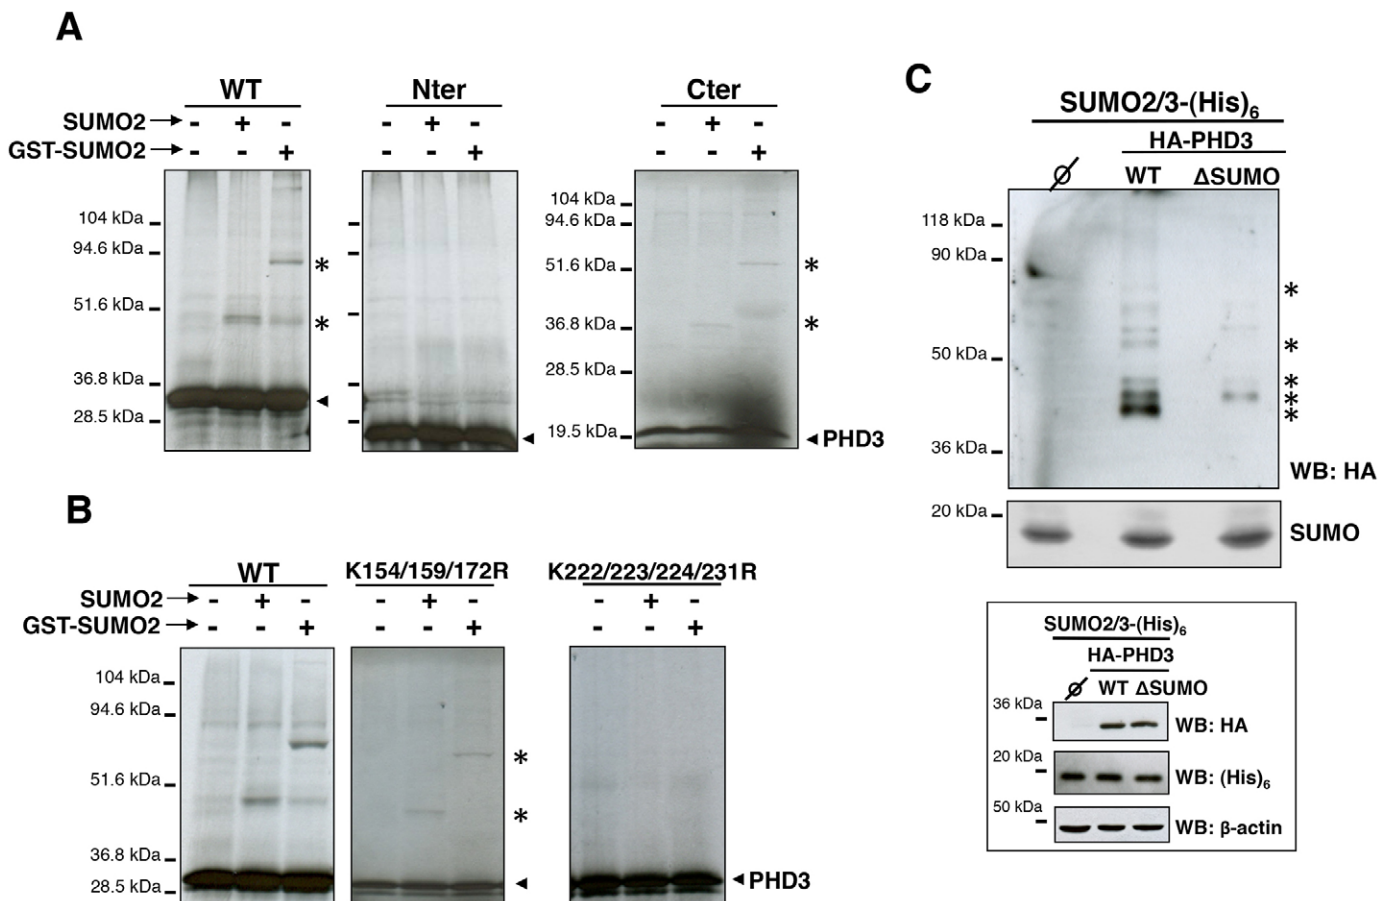 A
WT
Nter
Cter
SUMO2 → - + - - + - - + -
GST-SUMO2 → - - + - - + - - +
104 kDa
94.6 kDa
51.6 kDa
36.8 kDa
28.5 kDa
*
*
104 kDa
94.6 kDa
51.6 kDa
36.8 kDa
28.5 kDa
19.5 kDa
*
*
PHD3
B
WT
K154/159/172R
K222/223/224/231R
SUMO2 → - + - - + - - + -
GST-SUMO2 → - - + - - + - - +
104 kDa
94.6 kDa
51.6 kDa
36.8 kDa
28.5 kDa
*
*
PHD3
C
SUMO2/3-(His)₆
HA-PHD3
∅ WT ΔSUMO
118 kDa
90 kDa
50 kDa
36 kDa
*
*
*
*
*
WB: HA
20 kDa
SUMO
SUMO2/3-(His)₆
HA-PHD3
∅ WT ΔSUMO
36 kDa
WB: HA
20 kDa
WB: (His)₆
50 kDa
WB: β-actin